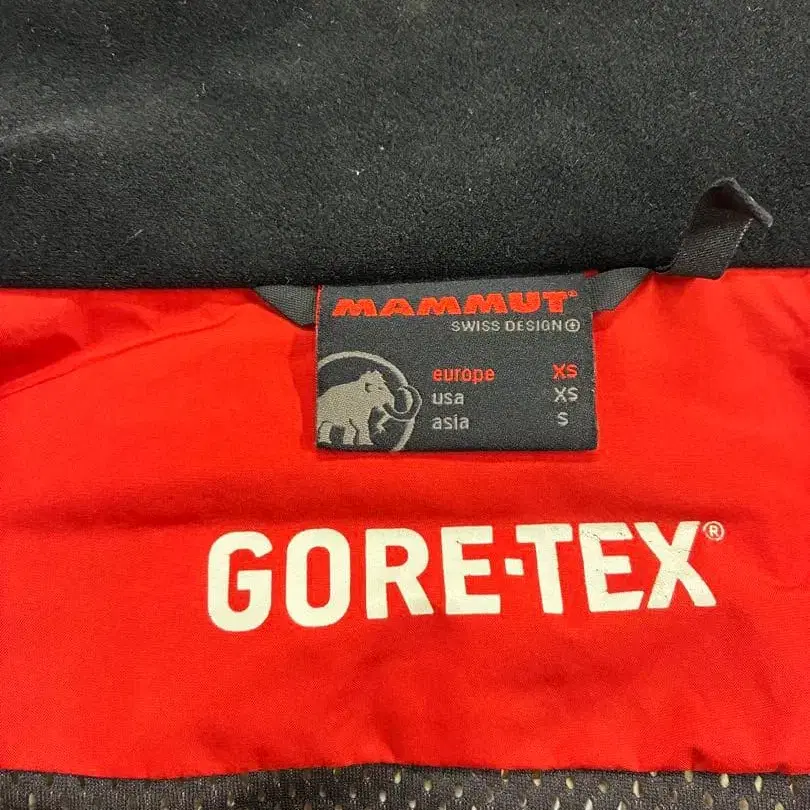 MAMMUT®
SWISS DESIGN
europe XS
usa XS
asia S
GORE-TEX®